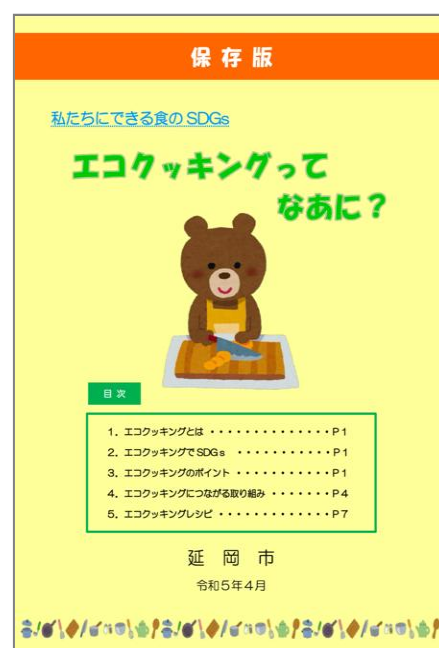 保存版
私たちにできる食のSDGs
エコクッキングって
なあに？
目次
1．エコクッキングとは ・・・・・・・・・・・・・・P1
2．エコクッキングでSDGs ・・・・・・・・・・・P1
3．エコクッキングのポイント ・・・・・・・・・・・P1
4．エコクッキングにつながる取り組み ・・・・・・・P4
5．エコクッキングレシピ ・・・・・・・・・・・・・P7
延岡市
令和5年4月